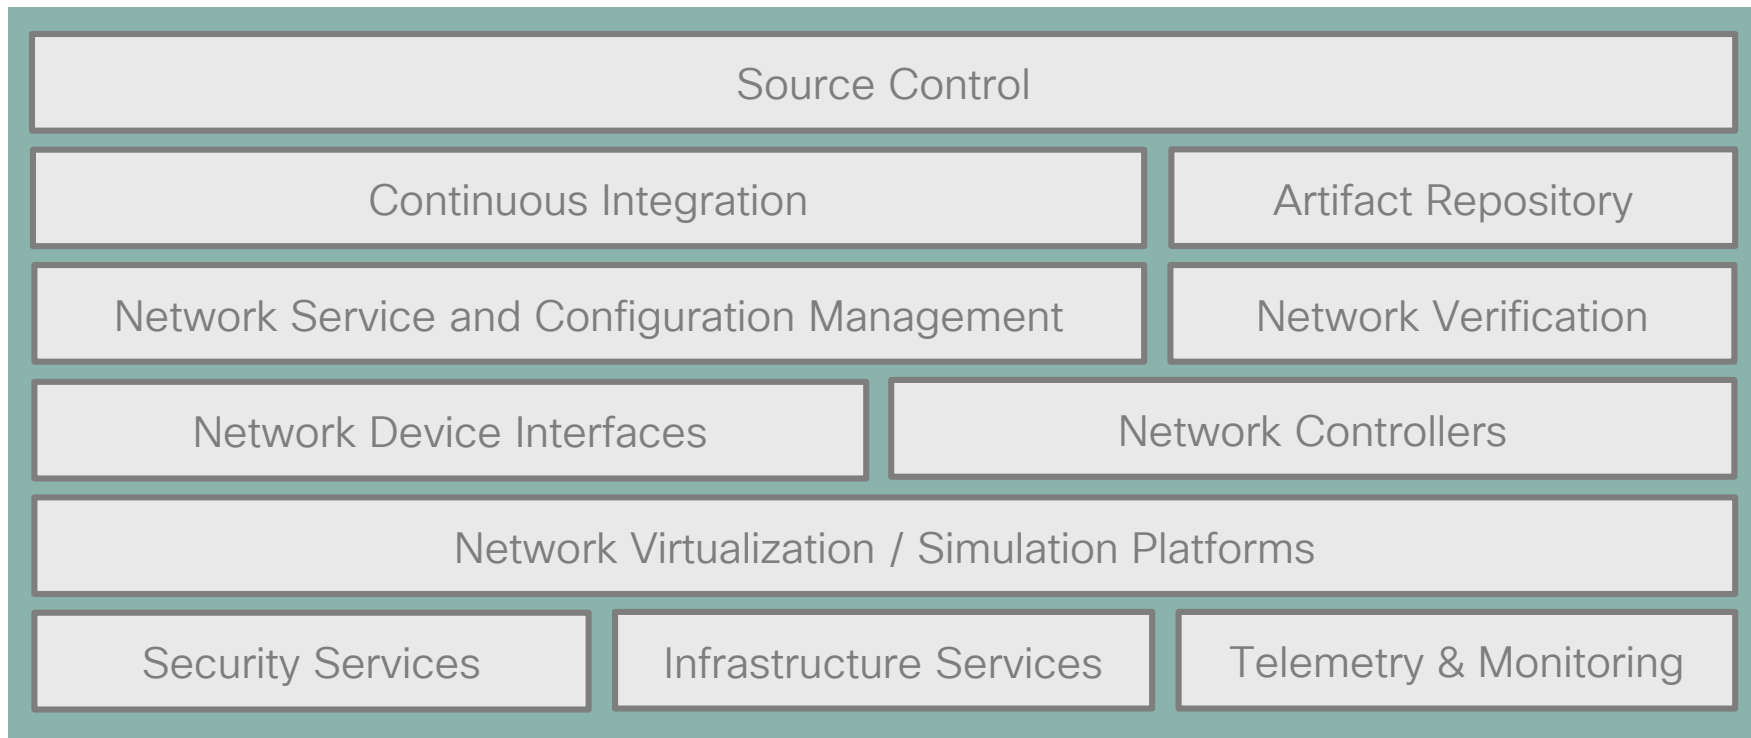 Source Control
Continuous Integration
Artifact Repository
Network Service and Configuration Management
Network Verification
Network Device Interfaces
Network Controllers
Network Virtualization / Simulation Platforms
Security Services
Infrastructure Services
Telemetry & Monitoring